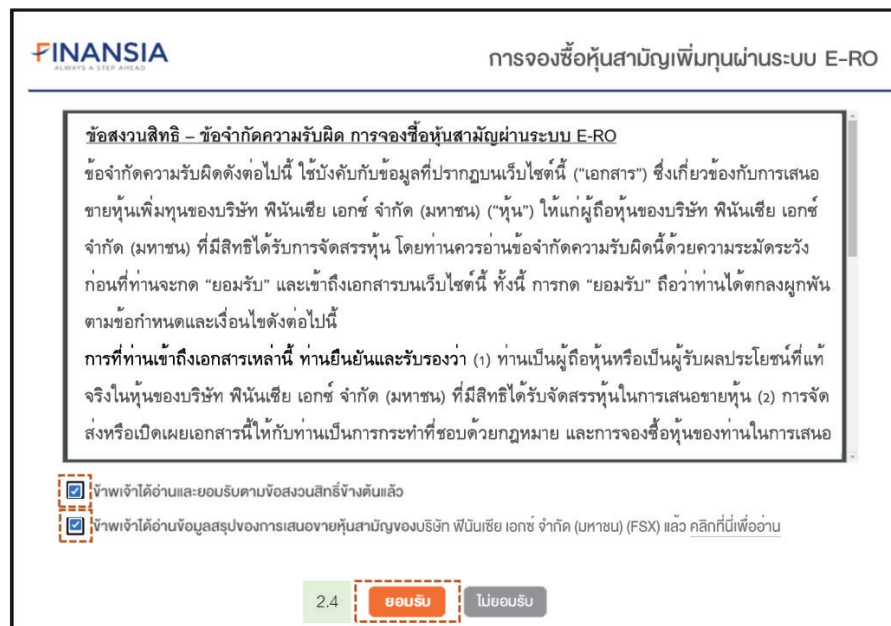 FINANSIA
ALWAYS A STEP AHEAD
การจองซื้อหุ้นสามัญเพิ่มทุนผ่านระบบ E-RO
ข้อสงวนสิทธิ – ข้อจำกัดความรับผิด การจองซื้อหุ้นสามัญผ่านระบบ E-RO
ข้อจำกัดความรับผิดดังต่อไปนี้ ใช้บังคับกับข้อมูลที่ปรากฏบนเว็บไซต์นี้ (“เอกสาร”) ซึ่งเกี่ยวข้องกับการเสนอ
ขายหุ้นเพิ่มทุนของบริษัท ฟินันเซีย เอกซ์ จำกัด (มหาชน) (“หุ้น”) ให้แก่ผู้ถือหุ้นของบริษัท ฟินันเซีย เอกซ์
จำกัด (มหาชน) ที่มีสิทธิได้รับการจัดสรรหุ้น โดยท่านควรอ่านข้อจำกัดความรับผิดนี้ด้วยความระมัดระวัง
ก่อนที่ท่านจะกด “ยอมรับ” และเข้าถึงเอกสารบนเว็บไซต์นี้ ทั้งนี้ การกด “ยอมรับ” ถือว่าท่านได้ตกลงผูกพัน
ตามข้อกำหนดและเงื่อนไขดังต่อไปนี้
การที่ท่านเข้าถึงเอกสารเหล่านี้ ท่านยืนยันและรับรองว่า (1) ท่านเป็นผู้ถือหุ้นหรือเป็นผู้รับผลประโยชน์ที่แท้
จริงในหุ้นของบริษัท ฟินันเซีย เอกซ์ จำกัด (มหาชน) ที่มีสิทธิได้รับจัดสรรหุ้นในการเสนอขายหุ้น (2) การจัด
ส่งหรือเปิดเผยเอกสารนี้ให้กับท่านเป็นการกระทำที่ชอบด้วยกฎหมาย และการจองซื้อหุ้นของท่านในการเสนอ
ข้าพเจ้าได้อ่านและยอมรับตามข้อสงวนสิทธิ์ข้างต้นแล้ว
ข้าพเจ้าได้อ่านข้อมูลสรุปของการเสนอขายหุ้นสามัญของบริษัท ฟินันเซีย เอกซ์ จำกัด (มหาชน) (FSX) แล้ว คลิกที่นี่เพื่ออ่าน
2.4 ยอมรับ ไม่ยอมรับ